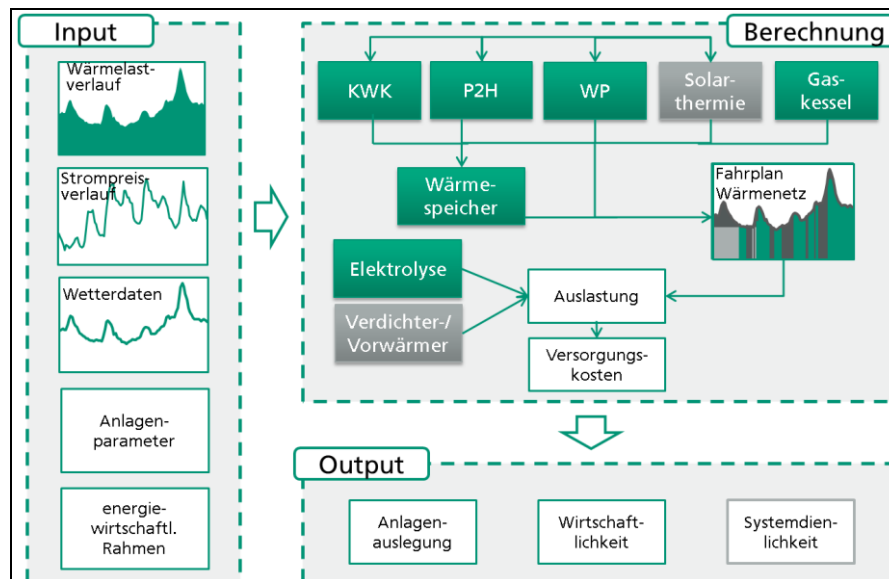 Input
Wärmelast-
verlauf
Strompreis-
verlauf
Wetterdaten
Anlagen-
parameter
energie-
wirtschaftl.
Rahmen
Berechnung
KWK
P2H
WP
Solar-
thermie
Gas-
kessel
Wärme-
speicher
Fahrplan
Wärmenetz
Elektrolyse
Verdichter-/
Vorwärmer
Auslastung
Versorgungs-
kosten
Output
Anlagen-
auslegung
Wirtschaft-
lichkeit
Systemdien-
lichkeit